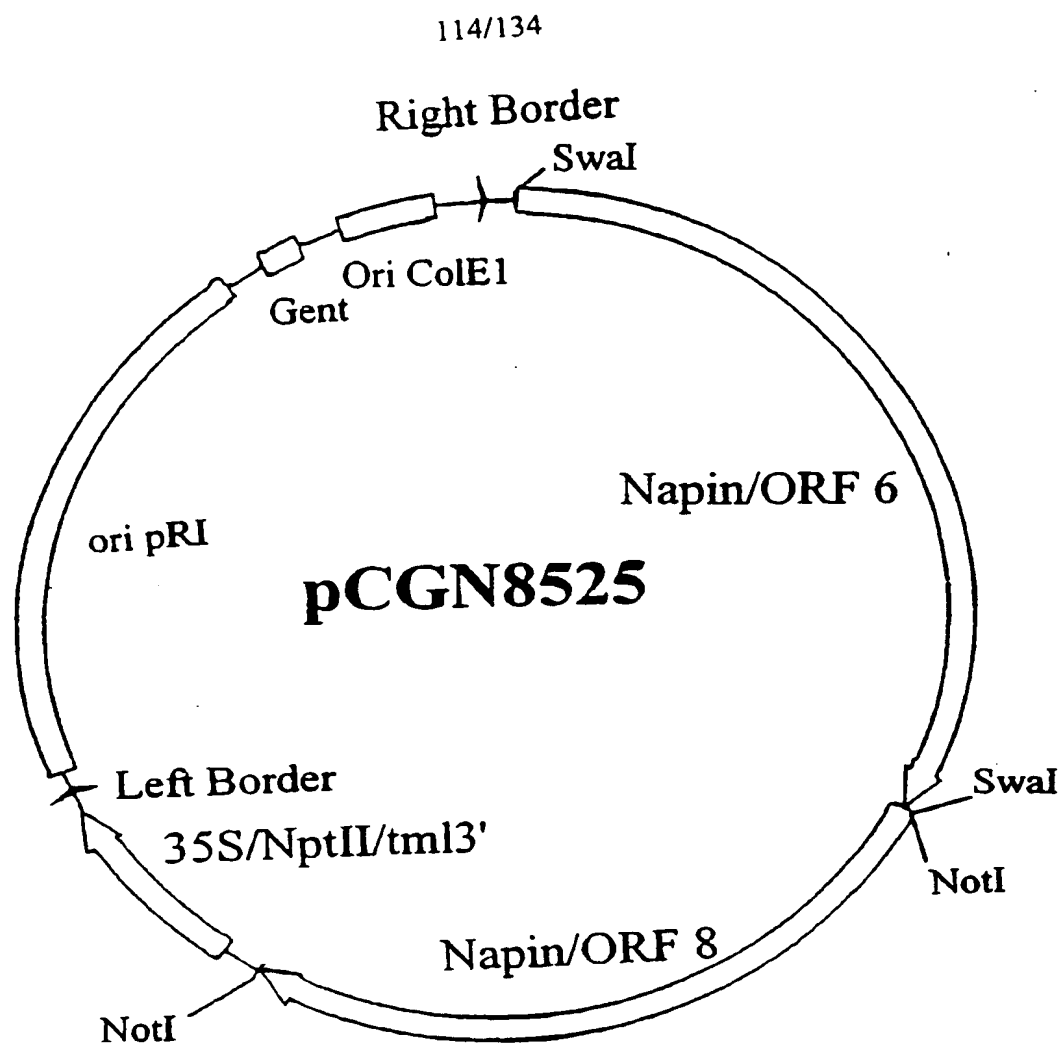 114/134
Right Border
SwaI
Ori ColE1
Gent
Napin/ORF 6
ori pRI
pCGN8525
Left Border
SwaI
35S/NptII/tml3'
NotI
Napin/ORF 8
NotI